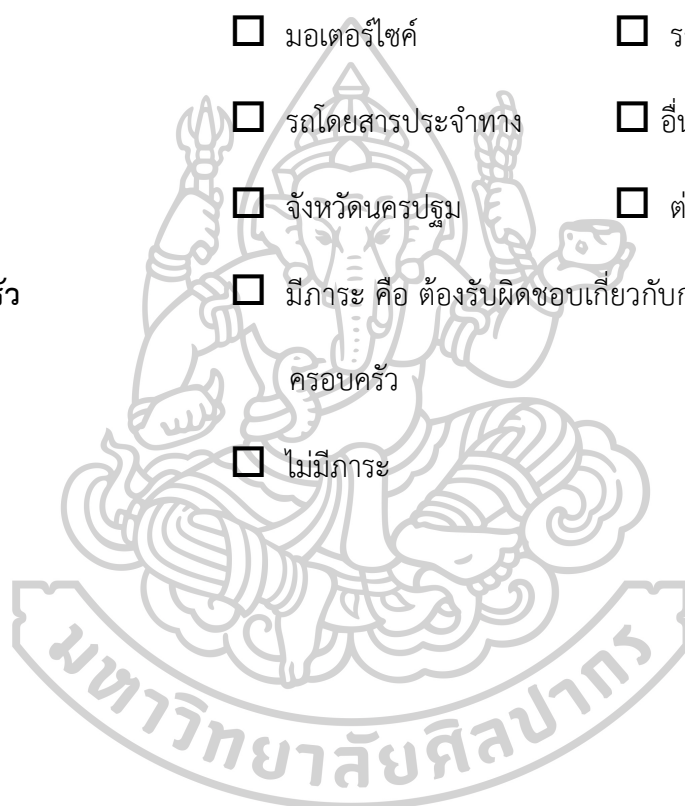 ☐ มอเตอร์ไซค์ ☐ ร
☐ รถโดยสารประจำทาง ☐ อื่น
☐ จังหวัดนครปฐม ☐ ต่
☐ มีภาระ คือ ต้องรับผิดชอบเกี่ยวกับ
ครอบครัว
☐ ไม่มีภาระ
มหาวิทยาลัยศิลปากร